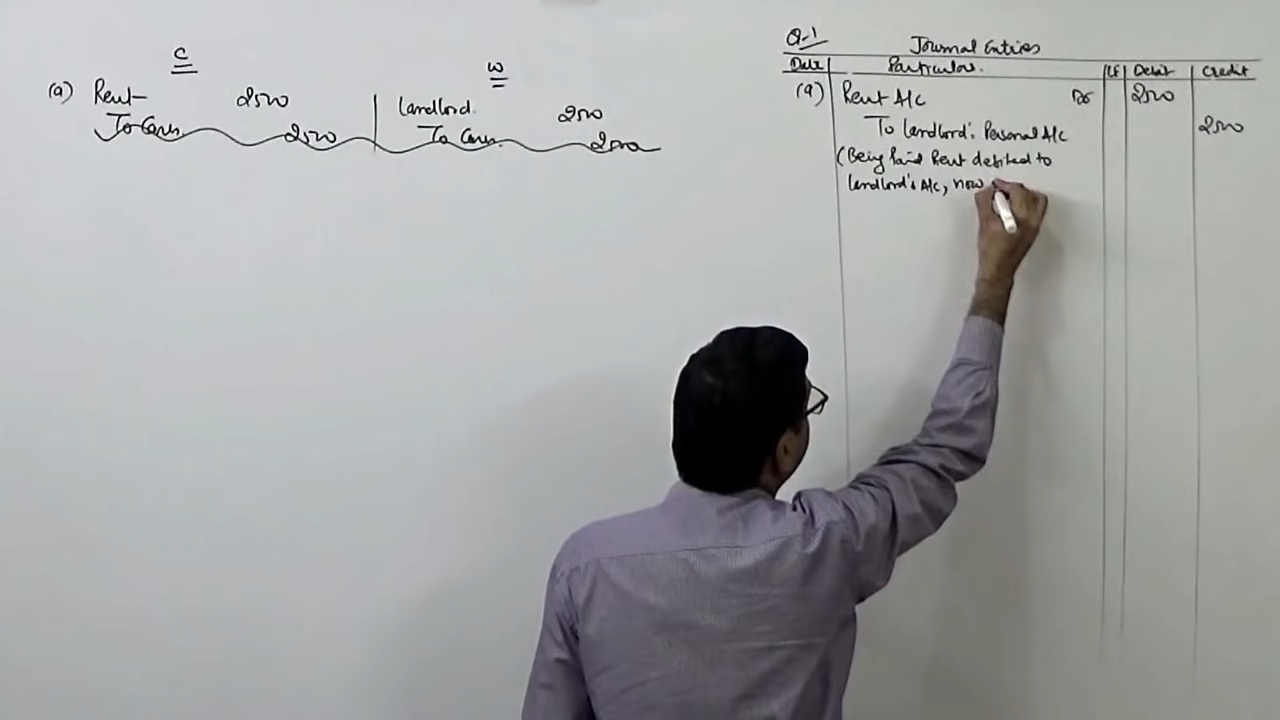 C
W
(a) Rent 2500
To Cash 2500
Landlord 2500
To Cash 2500
Q-1
Journal Entries
Date Particulars. LF Debit Credit
(a) Rent A/c Dr 2500
To Landlord's Personal A/c 2500
(Being Paid Rent debited to
landlord's A/c, now